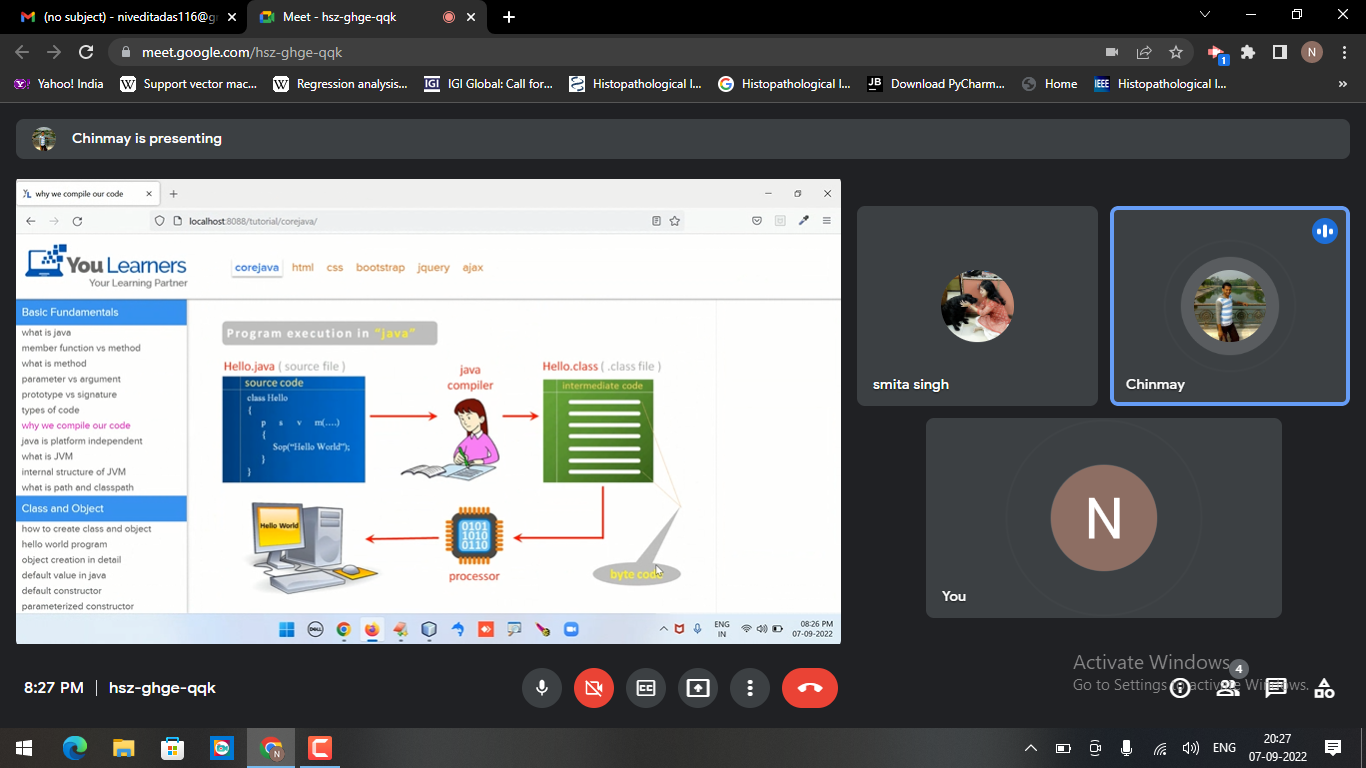 (no subject) - niveditadas116@g
Meet - hsz-ghge-qqk
meet.google.com/hsz-ghge-qqk
1
N
Yahoo! India
Support vector mac...
Regression analysis...
IGI Global: Call for...
Histopathological I...
Histopathological I...
Download PyCharm...
Home
Histopathological I...
»
Chinmay is presenting
why we compile our code
localhost:8088/tutorial/corejava/
You Learners
Your Learning Partner
corejava html css bootstrap jquery ajax
Basic Fundamentals
what is java
member function vs method
what is method
parameter vs argument
prototype vs signature
types of code
why we compile our code
java is platform independent
what is JVM
internal structure of JVM
what is path and classpath
Class and Object
how to create class and object
hello world program
object creation in detail
default value in java
default constructor
parameterized constructor
Program execution in "java"
Hello.java ( source file )
source code
class Hello
{
p a v m(....)
{
Sop("Hello World");
}
}
java
compiler
Hello.class ( .class file )
intermediate code
Hello World
0101
1010
0110
processor
byte code
ENG
IN
08:26 PM
07-09-2022
smita singh
Chinmay
N
You
8:27 PM | hsz-ghge-qqk
Activate Windows
Go to Settings to activate Windows.
4
ENG
20:27
07-09-2022